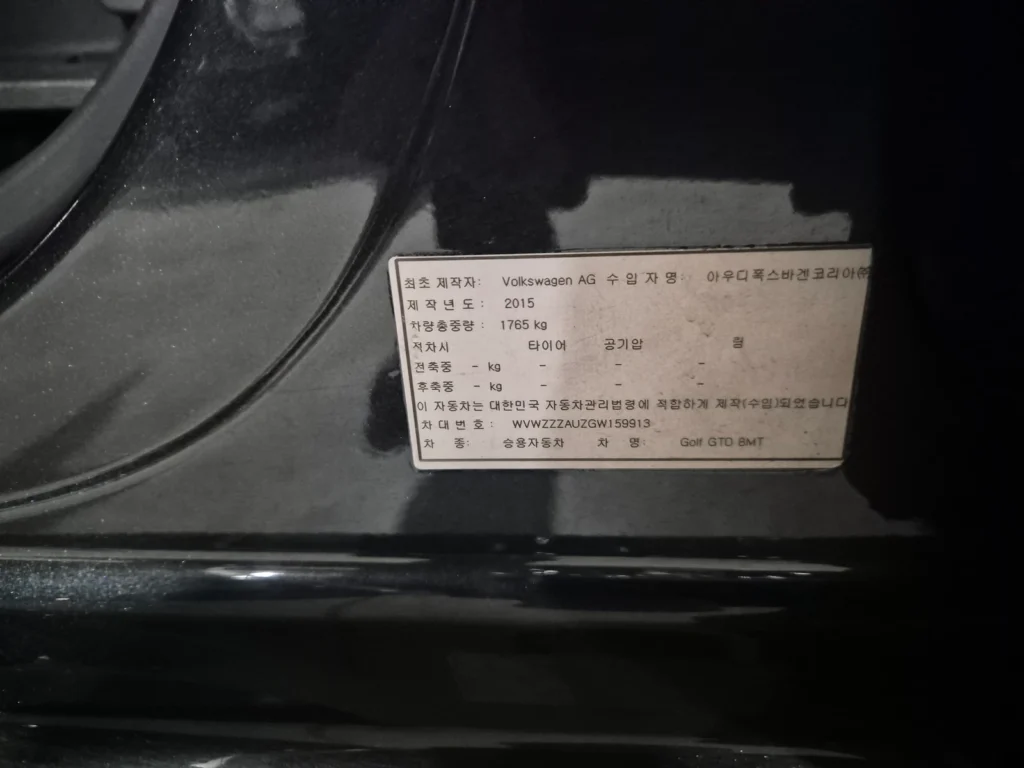 최초 제작자: Volkswagen AG 수 입 자 명: 아우디폭스바겐코리아㈜
제 작 년 도 : 2015
차량총중량 : 1765 kg
적차시 타이어 공기압 휠
전축중 - kg - - -
후축중 - kg - - -
이 자동차는 대한민국 자동차관리법령에 적합하게 제작(수입)되었습니다
차 대 번 호 : WVWZZZAUZGW159913
차 종: 승용자동차 차 명: Golf GTD BMT